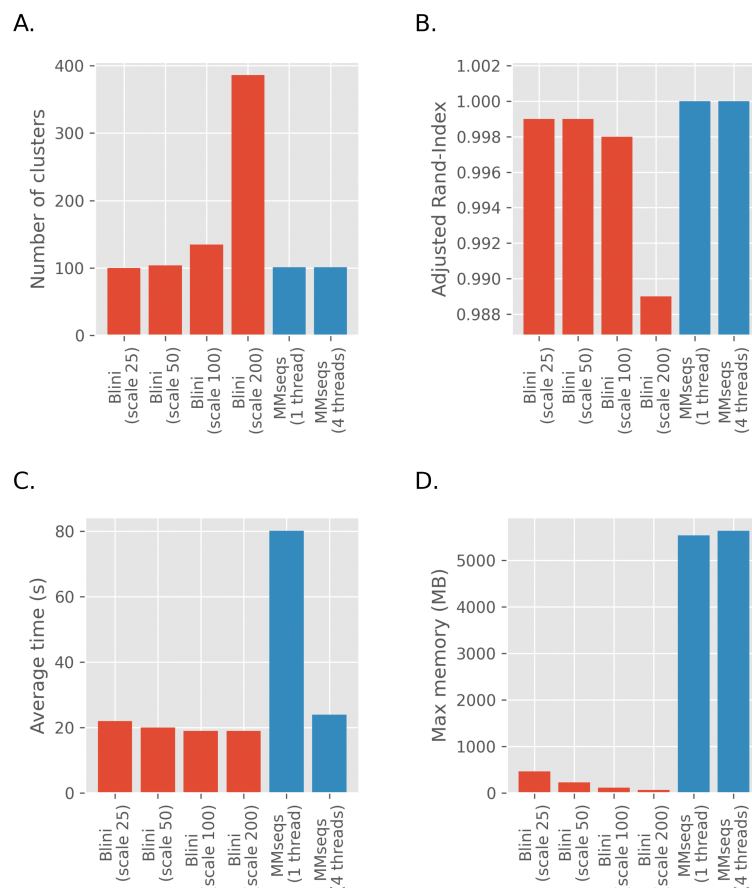 A.
400
300
200
100
0
Number of clusters
Blini
(scale 25)
Blini
(scale 50)
Blini
(scale 100)
Blini
(scale 200)
MMseqs
(1 thread)
MMseqs
(4 threads)
B.
1.002
1.000
0.998
0.996
0.994
0.992
0.990
0.988
Adjusted Rand-Index
Blini
(scale 25)
Blini
(scale 50)
Blini
(scale 100)
Blini
(scale 200)
MMseqs
(1 thread)
MMseqs
(4 threads)
C.
80
60
40
20
0
Average time (s)
Blini
(scale 25)
Blini
(scale 50)
Blini
scale 100)
Blini
scale 200)
MMseqs
(1 thread)
MMseqs
4 threads)
D.
5000
4000
3000
2000
1000
0
Max memory (MB)
Blini
(scale 25)
Blini
(scale 50)
Blini
scale 100)
Blini
scale 200)
MMseqs
(1 thread)
MMseqs
4 threads)